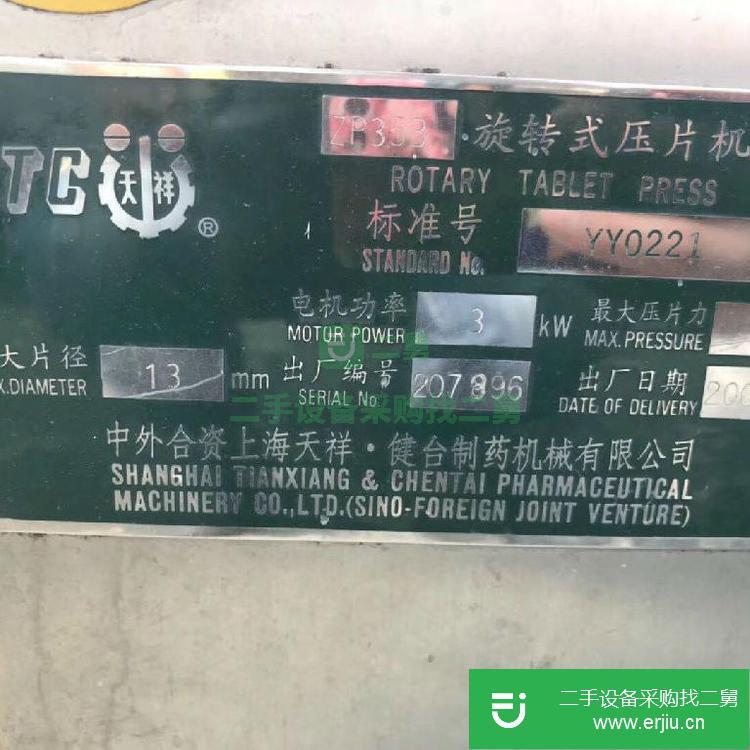 TC 天祥 ®
ZP35B 旋转式压片机
ROTARY TABLET PRESS
标准号 YY0221
STANDARD No.
电机功率 3 kW 最大压片力
MOTOR POWER MAX.PRESSURE
大片径 13 mm 出厂编号 207896 出厂日期
X.DIAMETER SERIAL No. DATE OF DELIVERY 200
二舅
二手设备采购找二舅
中外合资上海天祥·健台制药机械有限公司
SHANGHAI TIANXIANG & CHENTAI PHARMACEUTICAL
MACHINERY CO.,LTD.(SINO-FOREIGN JOINT VENTURE)
二手设备采购找二舅
www.erjiu.cn